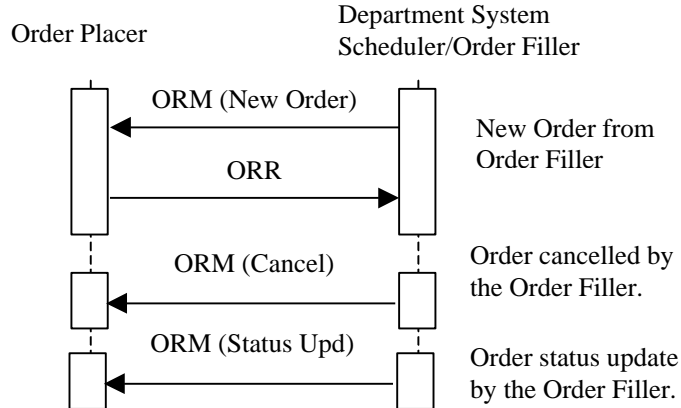 Order Placer
Department System
Scheduler/Order Filler
ORM (New Order)
New Order from
Order Filler
ORR
ORM (Cancel)
Order cancelled by
the Order Filler.
ORM (Status Upd)
Order status update
by the Order Filler.